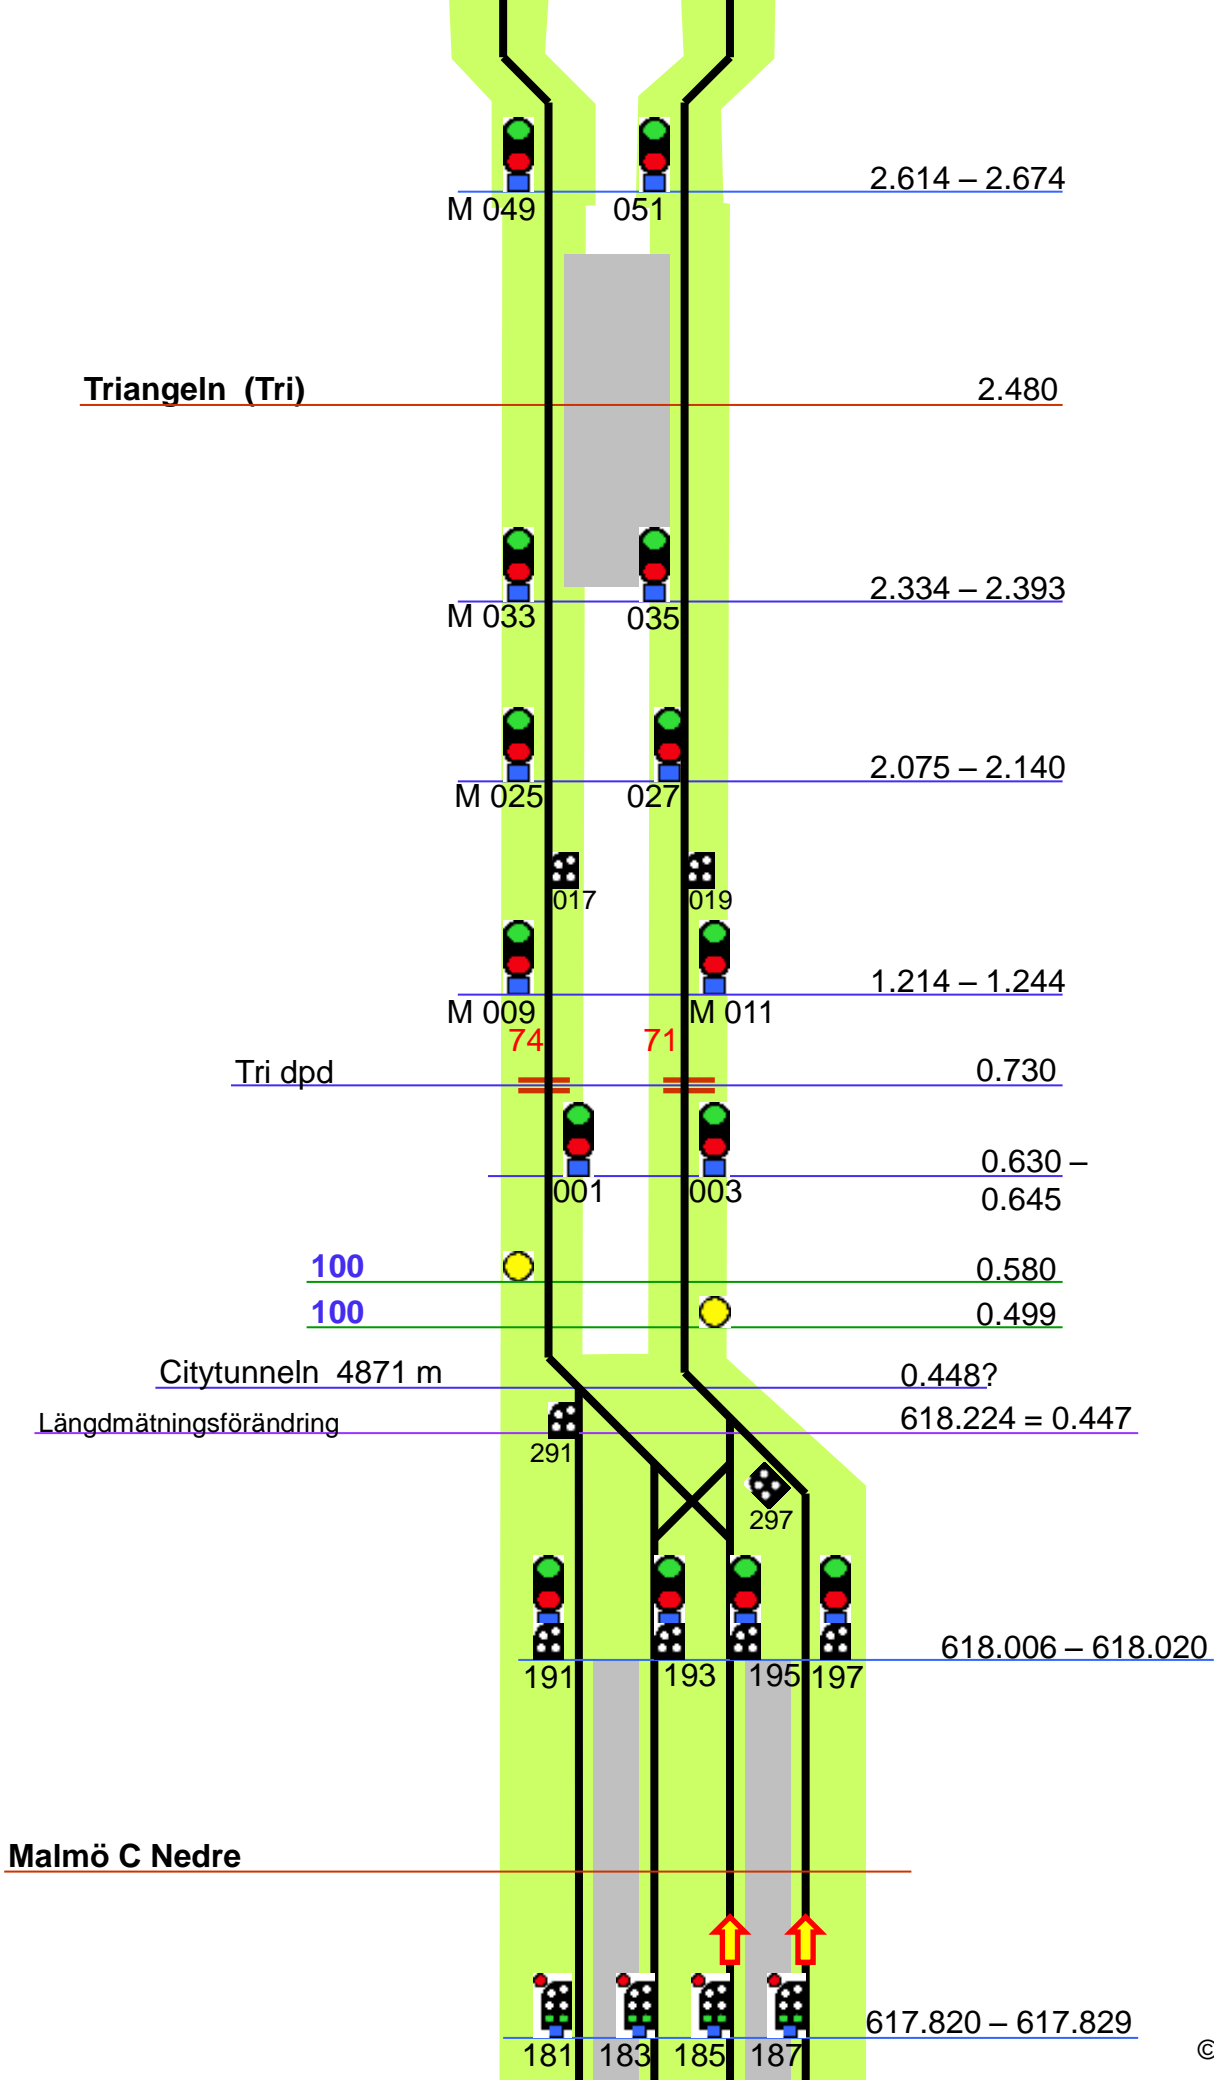 2.614 – 2.674
M 049 051
Triangeln (Tri) 2.480
2.334 – 2.393
M 033 035
2.075 – 2.140
M 025 027
017 019
1.214 – 1.244
M 009 M 011
74 71
Tri dpd 0.730
0.630 –
001 003 0.645
100 0.580
100 0.499
Citytunneln 4871 m 0.448?
Längdmätningsförändring 618.224 = 0.447
291
297
618.006 – 618.020
191 193 195 197
Malmö C Nedre
617.820 – 617.829
181 183 185 187
©